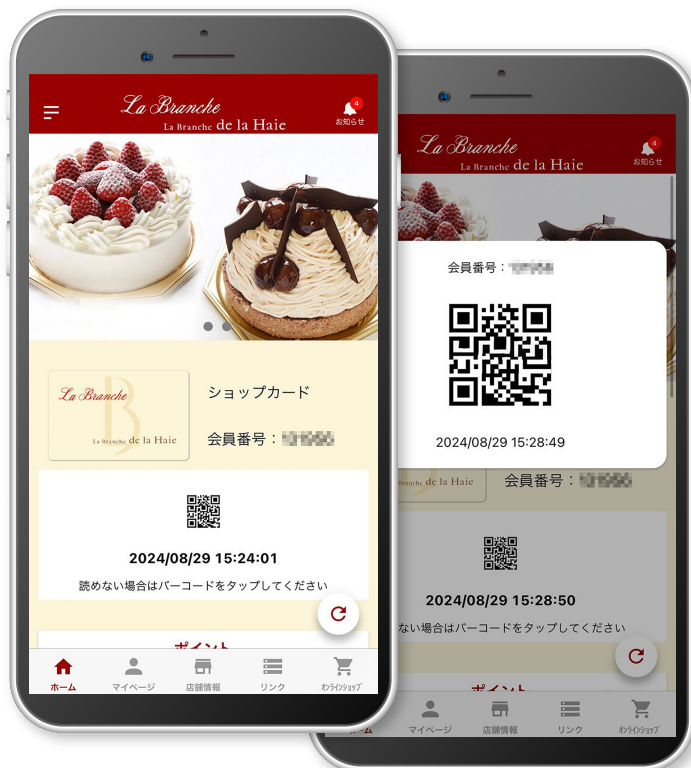 La Branche
La Branche de la Haie
4
お知らせ
La Branche
La Branche de la Haie
ショップカード
会員番号：
2024/08/29 15:24:01
読めない場合はバーコードをタップしてください
ポイント
ホーム
マイページ
店舗情報
リンク
オンラインショップ
La Branche
La Branche de la Haie
4
お知らせ
会員番号：
2024/08/29 15:28:49
Branche de la Haie
会員番号：
2024/08/29 15:28:50
ない場合はバーコードをタップしてください
ポイント
ーム
マイページ
店舗情報
リンク
オンラインショップ